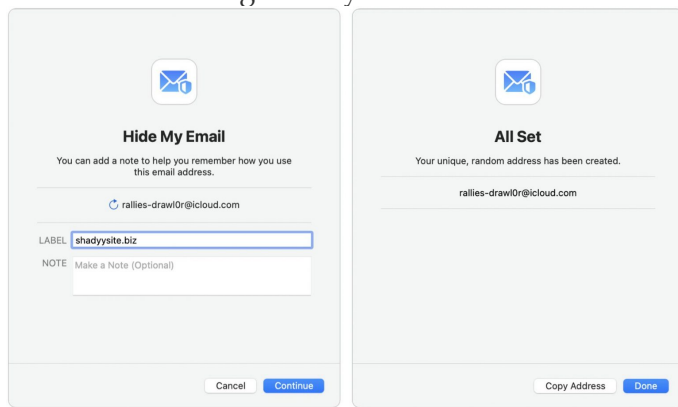 Hide My Email
You can add a note to help you remember how you use
this email address.
rallies-drawl0r@icloud.com
LABEL shadyysite.biz
NOTE Make a Note (Optional)
Cancel Continue
All Set
Your unique, random address has been created.
rallies-drawl0r@icloud.com
Copy Address Done